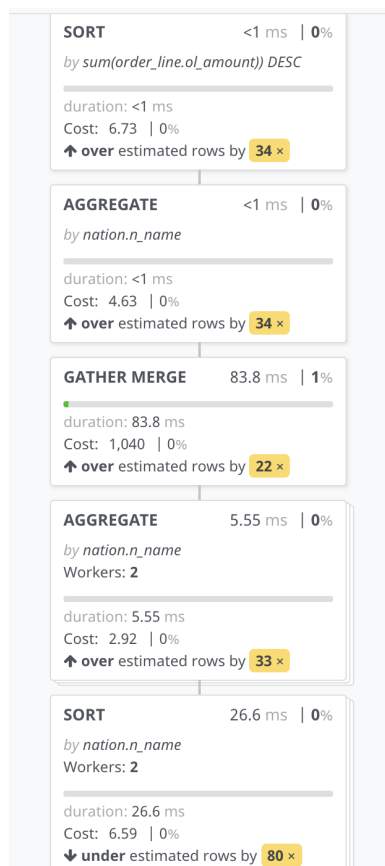 SORT <1 ms | 0%
by sum(order_line.ol_amount)) DESC
duration: <1 ms
Cost: 6.73 | 0%
↑ over estimated rows by 34 ×
AGGREGATE <1 ms | 0%
by nation.n_name
duration: <1 ms
Cost: 4.63 | 0%
↑ over estimated rows by 34 ×
GATHER MERGE 83.8 ms | 1%
duration: 83.8 ms
Cost: 1,040 | 0%
↑ over estimated rows by 22 ×
AGGREGATE 5.55 ms | 0%
by nation.n_name
Workers: 2
duration: 5.55 ms
Cost: 2.92 | 0%
↑ over estimated rows by 33 ×
SORT 26.6 ms | 0%
by nation.n_name
Workers: 2
duration: 26.6 ms
Cost: 6.59 | 0%
↓ under estimated rows by 80 ×